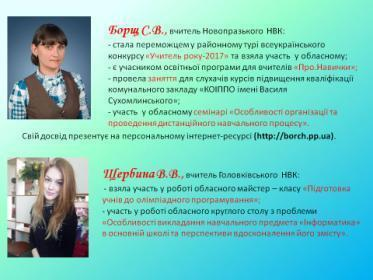 Борщ С.В., вчитель Новопразького НВК:
- стала переможцем у районному турі всеукраїнського
конкурсу «Учитель року-2017» та взяла участь у обласному;
- є учасником освітньої програми для вчителів «Про.Навички»;
- провела заняття для слухачів курсів підвищення кваліфікації
комунального закладу «КОІППО імені Василя
Сухомлинського»;
- участь у обласному семінарі «Особливості організації та
проведення дистанційного навчального процесу».
Свій досвід презентує на персональному інтернет-ресурсі (http://borch.pp.ua).
Щербина В.В., вчитель Головківського НВК:
- взяла участь у роботі обласного майстер – класу «Підготовка
учнів до олімпіадного програмування»;
- участь у роботі обласного круглого столу з проблеми
«Особливості викладання навчального предмета «Інформатика»
в основній школі та перспективи вдосконалення його змісту».